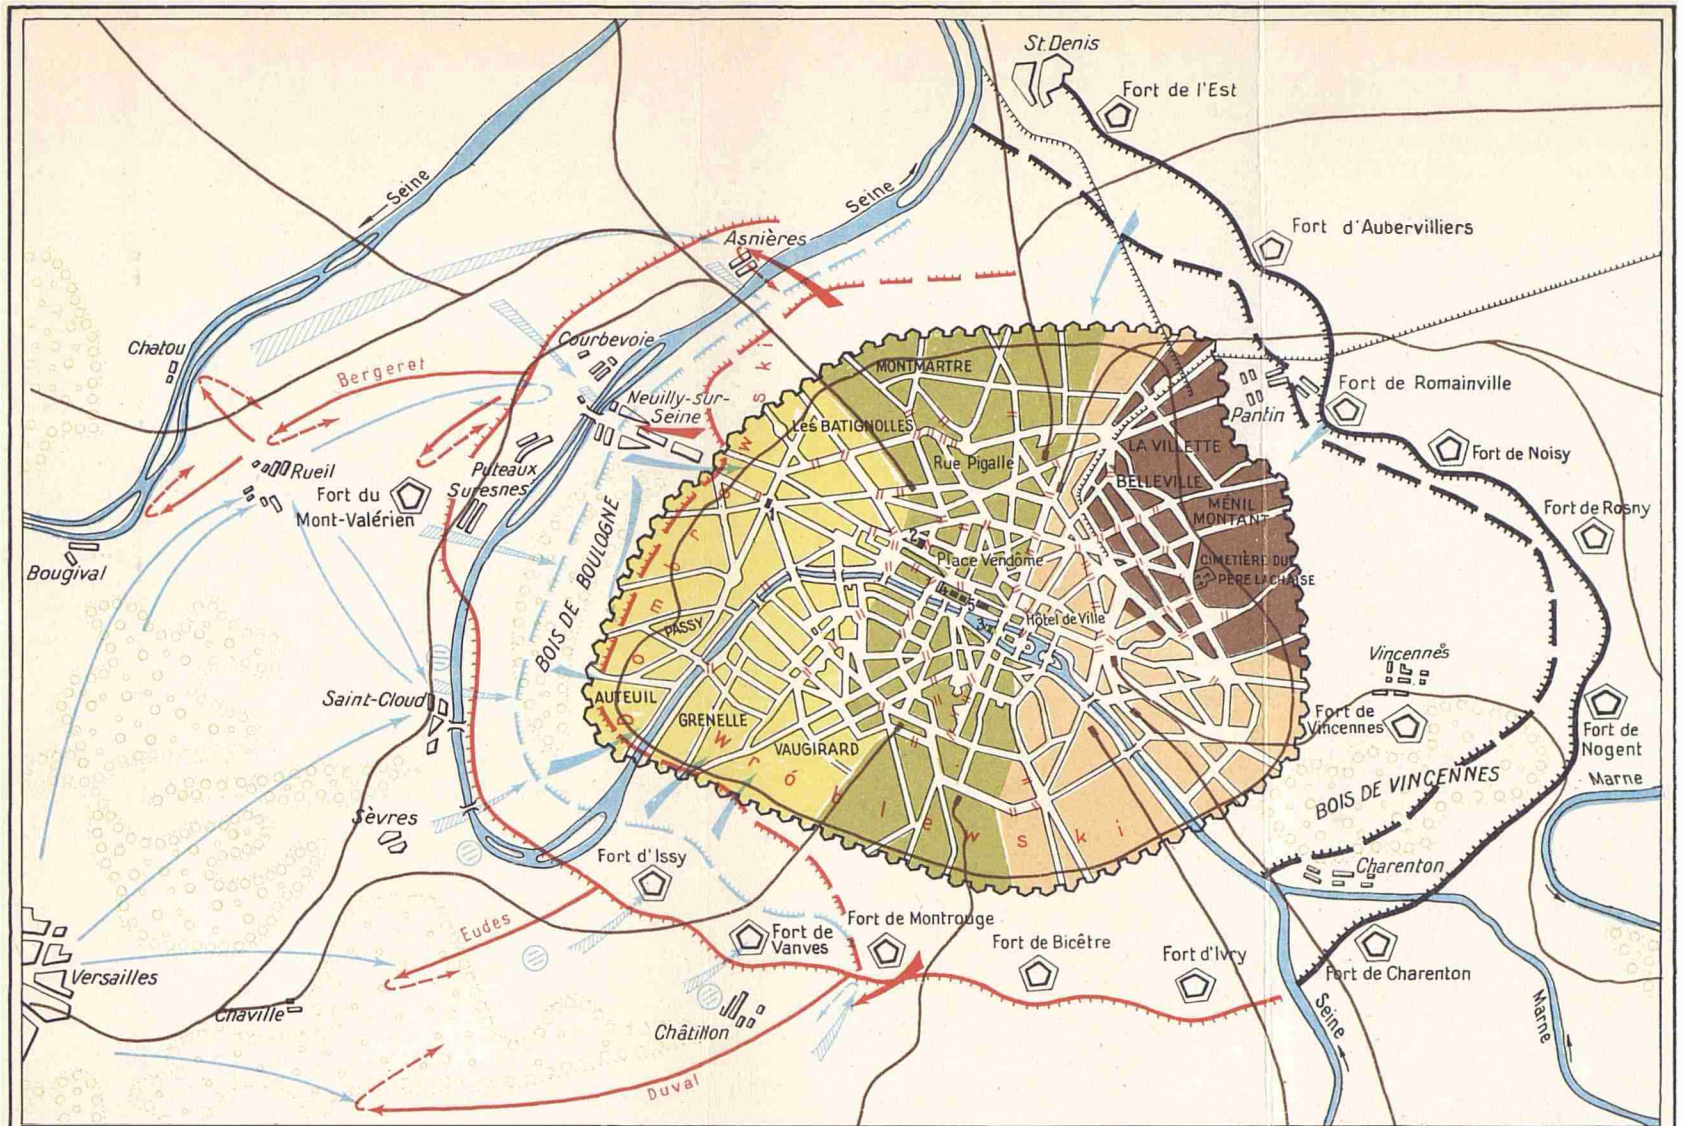 St. Denis
Fort de l'Est
Seine
Seine
Fort d'Aubervilliers
Asnières
Chatou
Courbevoie
Bergeret
Neuilly-sur-
Seine
Fort de Romainville
Pantin
MONTMARTRE
Les BATIGNOLLES
Rue Pigalle
LA VILLETTE
BELLEVILLE
MÉNIL
MONTANT
Fort de Noisy
Rueil
Fort du
Mont-Valérien
Puteaux
Suresnes
Fort de Rosny
1
2
Place Vendôme
CIMETIÈRE DU
PÈRE LACHAISE
Bougival
BOIS DE BOULOGNE
4
5
3
Hôtel de Ville
PASSY
Dombrowski
Vincennes
Saint-Cloud
AUTEUIL
GRENELLE
VAUGIRARD
Fort de
Vincennes
Fort de
Nogent
Marne
BOIS DE VINCENNES
Wróblewski
Sèvres
Fort d'Issy
Charenton
Eudes
Fort de
Vanves
Fort de Montrouge
Fort de Bicêtre
Fort d'Ivry
Fort de Charenton
Versailles
Chaville
Châtillon
Duval
Seine
Marne